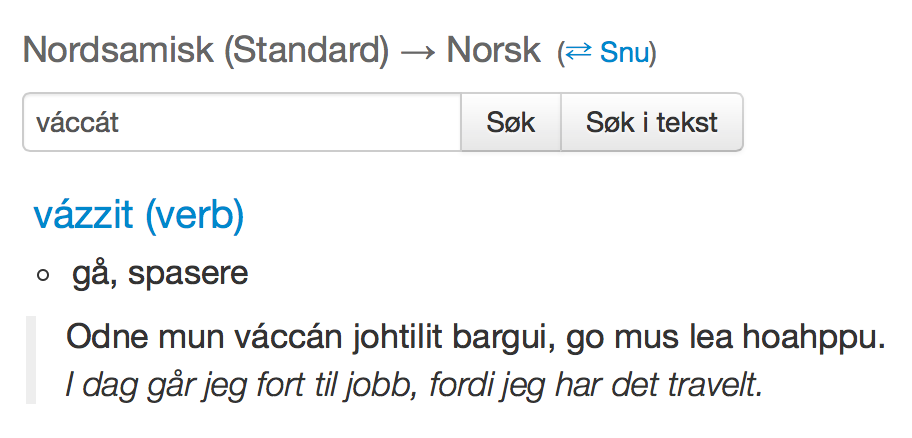 Nordsamisk (Standard) → Norsk (⇄ Snu)
váccát Søk Søk i tekst
vázzit (verb)
◦ gå, spasere
Odne mun váccán johtilit bargui, go mus lea hoahppu.
I dag går jeg fort til jobb, fordi jeg har det travelt.